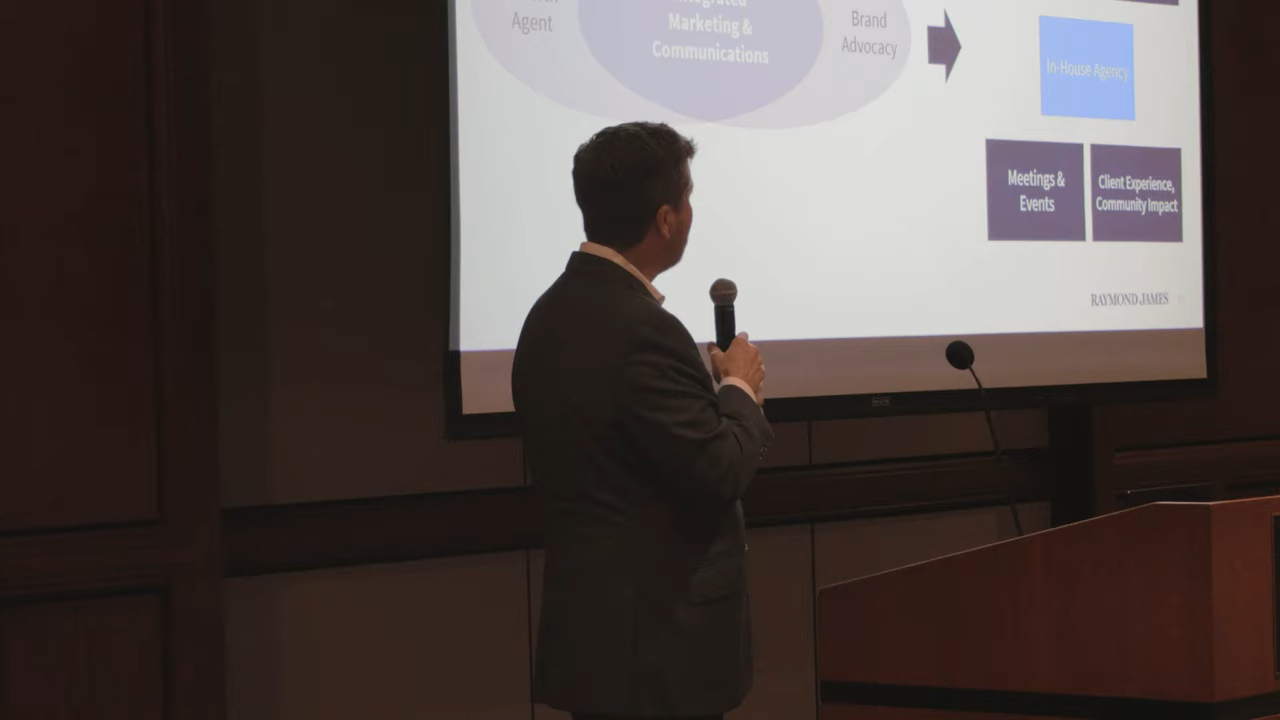 Agent
Marketing &
Communications
Brand
Advocacy
In-House Agency
Meetings &
Events
Client Experience,
Community Impact
RAYMOND JAMES